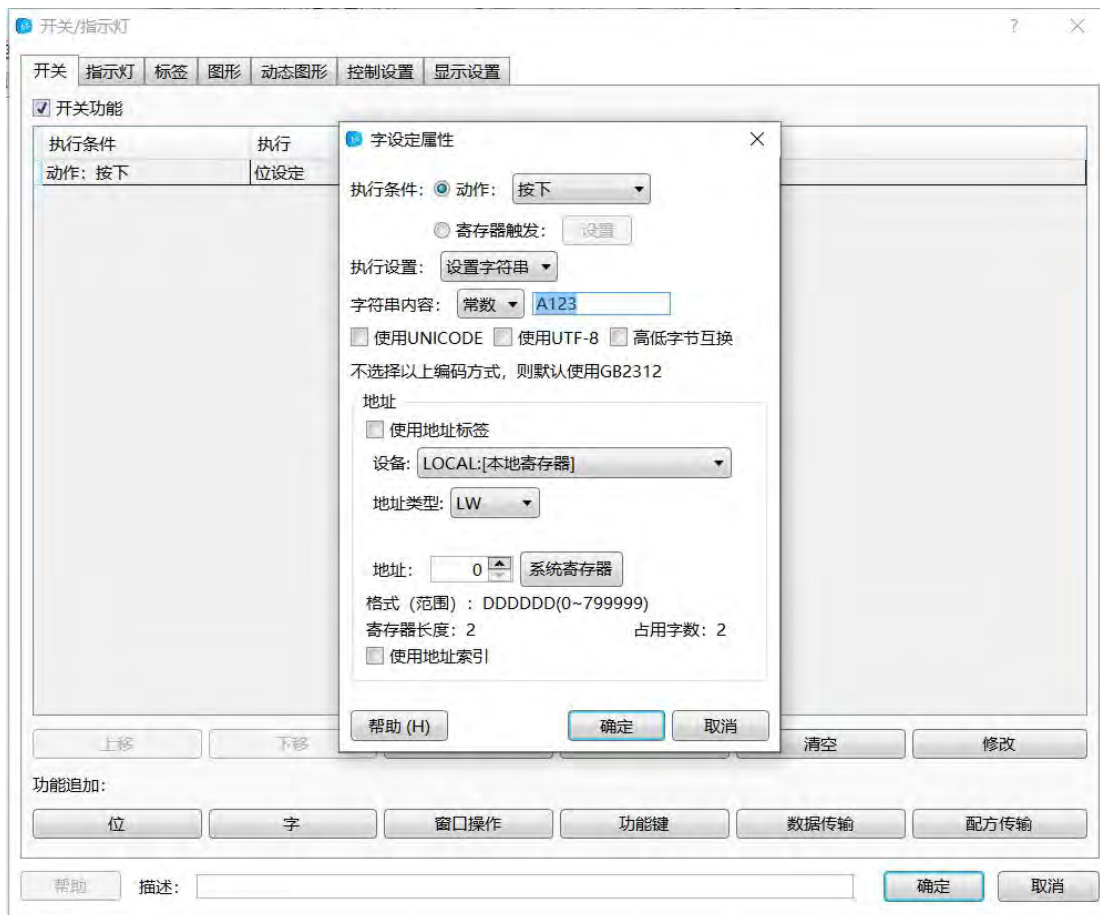 开关/指示灯 ?
开关 指示灯 标签 图形 动态图形 控制设置 显示设置
开关功能
执行条件 执行
动作：按下 位设定
字设定属性
执行条件： 动作： 按下
寄存器触发： 设置
执行设置： 设置字符串
字符串内容： 常数 A123
使用UNICODE 使用UTF-8 高低字节互换
不选择以上编码方式，则默认使用GB2312
地址
使用地址标签
设备: LOCAL:[本地寄存器]
地址类型: LW
地址： 0 系统寄存器
格式（范围）：DDDDDD(0~799999)
寄存器长度：2 占用字数：2
使用地址索引
帮助 (H) 确定 取消
上移 下移 清空 修改
功能追加：
位 字 窗口操作 功能键 数据传输 配方传输
帮助 描述： 确定 取消